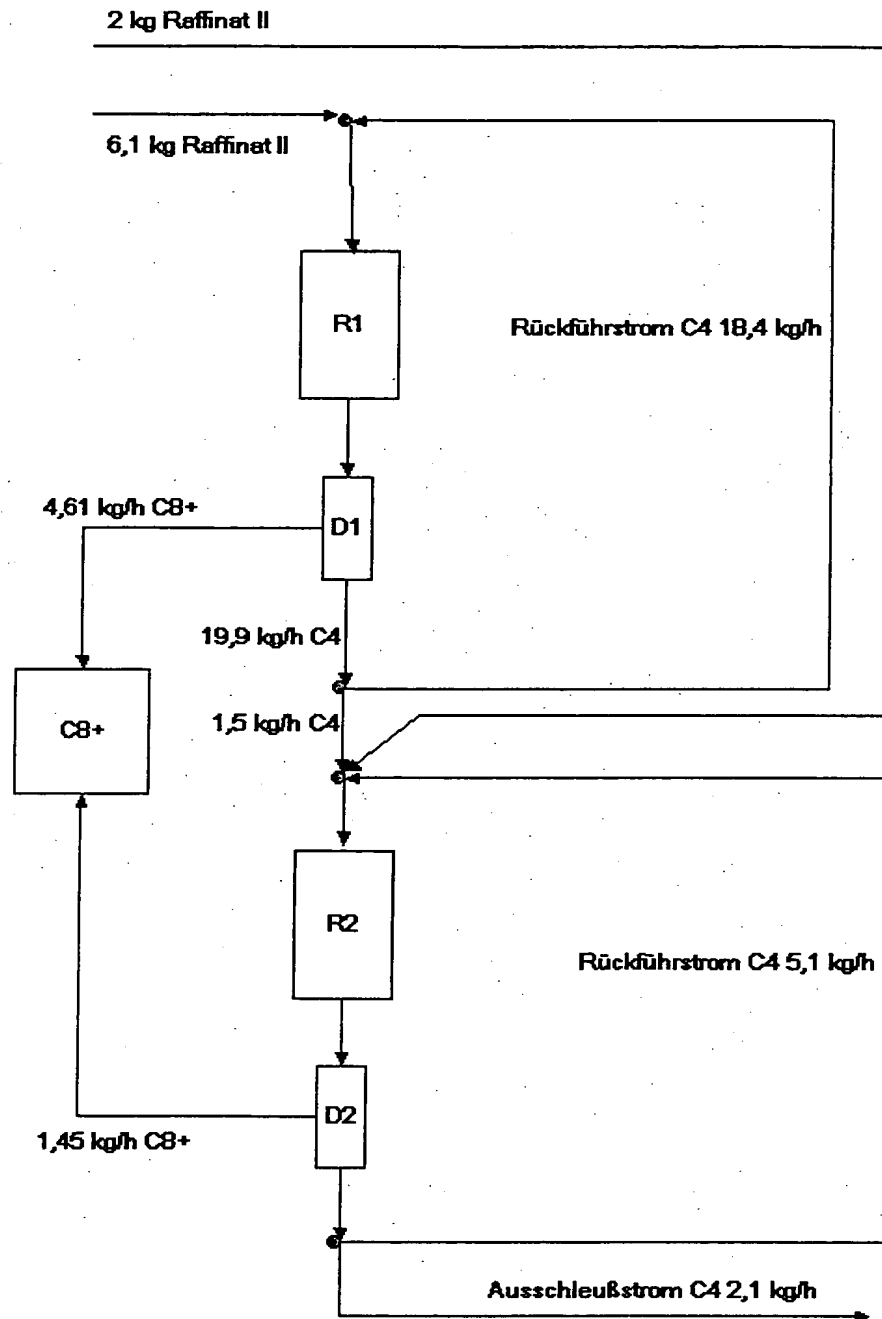 2 kg Raffinat II
6,1 kg Raffinat II
R1
Rückführstrom C4 18,4 kg/h
4,61 kg/h C8+
D1
19,9 kg/h C4
C8+
1,5 kg/h C4
R2
Rückführstrom C4 5,1 kg/h
D2
1,45 kg/h C8+
Ausschleußstrom C4 2,1 kg/h